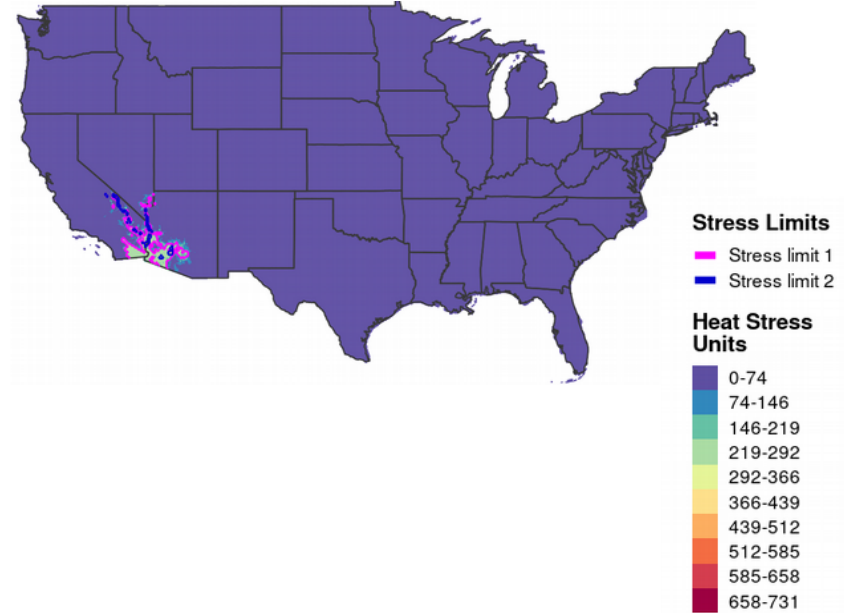 Stress Limits
Stress limit 1
Stress limit 2
Heat Stress
Units
0-74
74-146
146-219
219-292
292-366
366-439
439-512
512-585
585-658
658-731